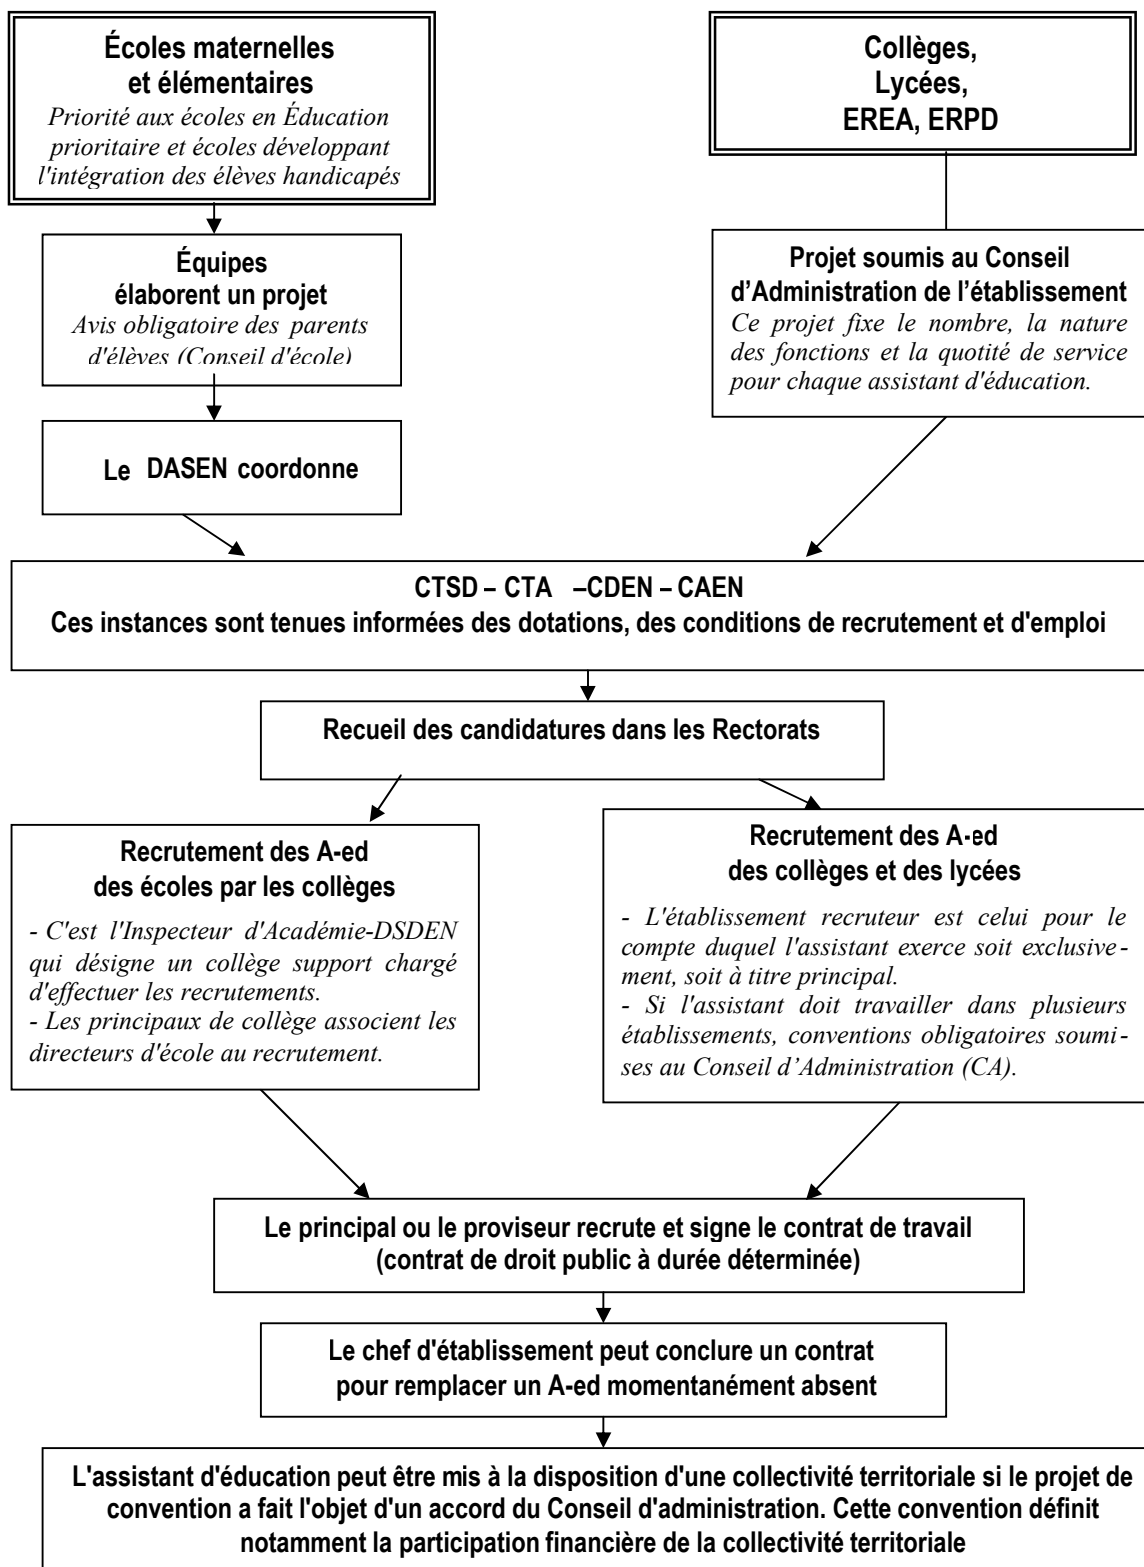 Écoles maternelles
et élémentaires
Priorité aux écoles en Éducation
prioritaire et écoles développant
l'intégration des élèves handicapés
Collèges,
Lycées,
EREA, ERPD
Équipes
élaborent un projet
Avis obligatoire des parents
d'élèves (Conseil d'école)
Projet soumis au Conseil
d’Administration de l’établissement
Ce projet fixe le nombre, la nature
des fonctions et la quotité de service
pour chaque assistant d'éducation.
Le DASEN coordonne
CTSD – CTA –CDEN – CAEN
Ces instances sont tenues informées des dotations, des conditions de recrutement et d'emploi
Recueil des candidatures dans les Rectorats
Recrutement des A-ed
des écoles par les collèges
- C'est l'Inspecteur d'Académie-DSDEN
qui désigne un collège support chargé
d'effectuer les recrutements.
- Les principaux de collège associent les
directeurs d'école au recrutement.
Recrutement des A-ed
des collèges et des lycées
- L'établissement recruteur est celui pour le
compte duquel l'assistant exerce soit exclusive-
ment, soit à titre principal.
- Si l'assistant doit travailler dans plusieurs
établissements, conventions obligatoires soumi-
ses au Conseil d’Administration (CA).
Le principal ou le proviseur recrute et signe le contrat de travail
(contrat de droit public à durée déterminée)
Le chef d'établissement peut conclure un contrat
pour remplacer un A-ed momentanément absent
L'assistant d'éducation peut être mis à la disposition d'une collectivité territoriale si le projet de
convention a fait l'objet d'un accord du Conseil d'administration. Cette convention définit
notamment la participation financière de la collectivité territoriale